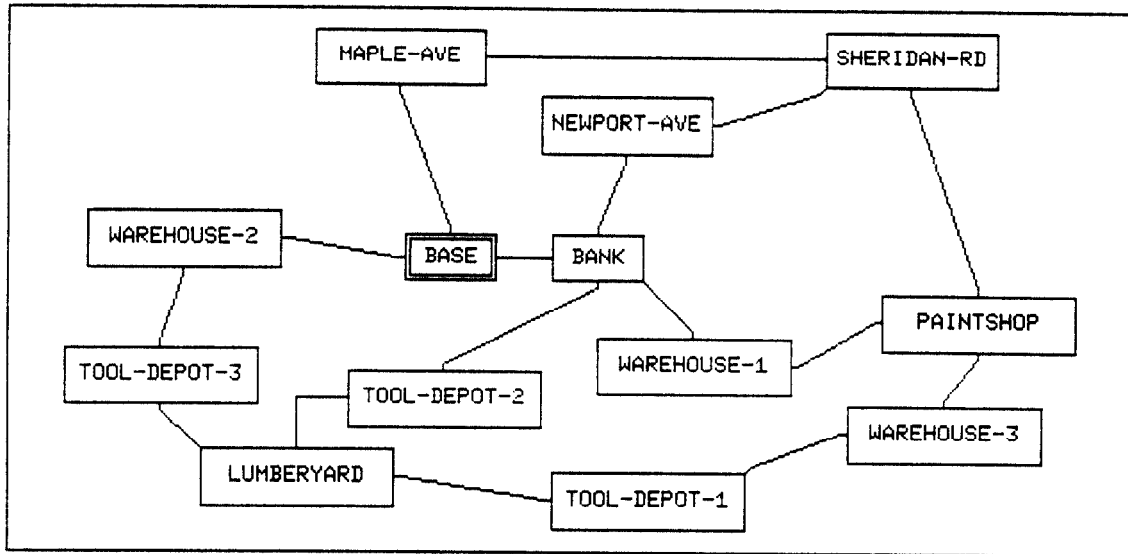 MAPLE-AVE
SHERIDAN-RD
NEWPORT-AVE
WAREHOUSE-2
BASE
BANK
PAINTSHOP
TOOL-DEPOT-3
TOOL-DEPOT-2
WAREHOUSE-1
WAREHOUSE-3
LUMBERYARD
TOOL-DEPOT-1